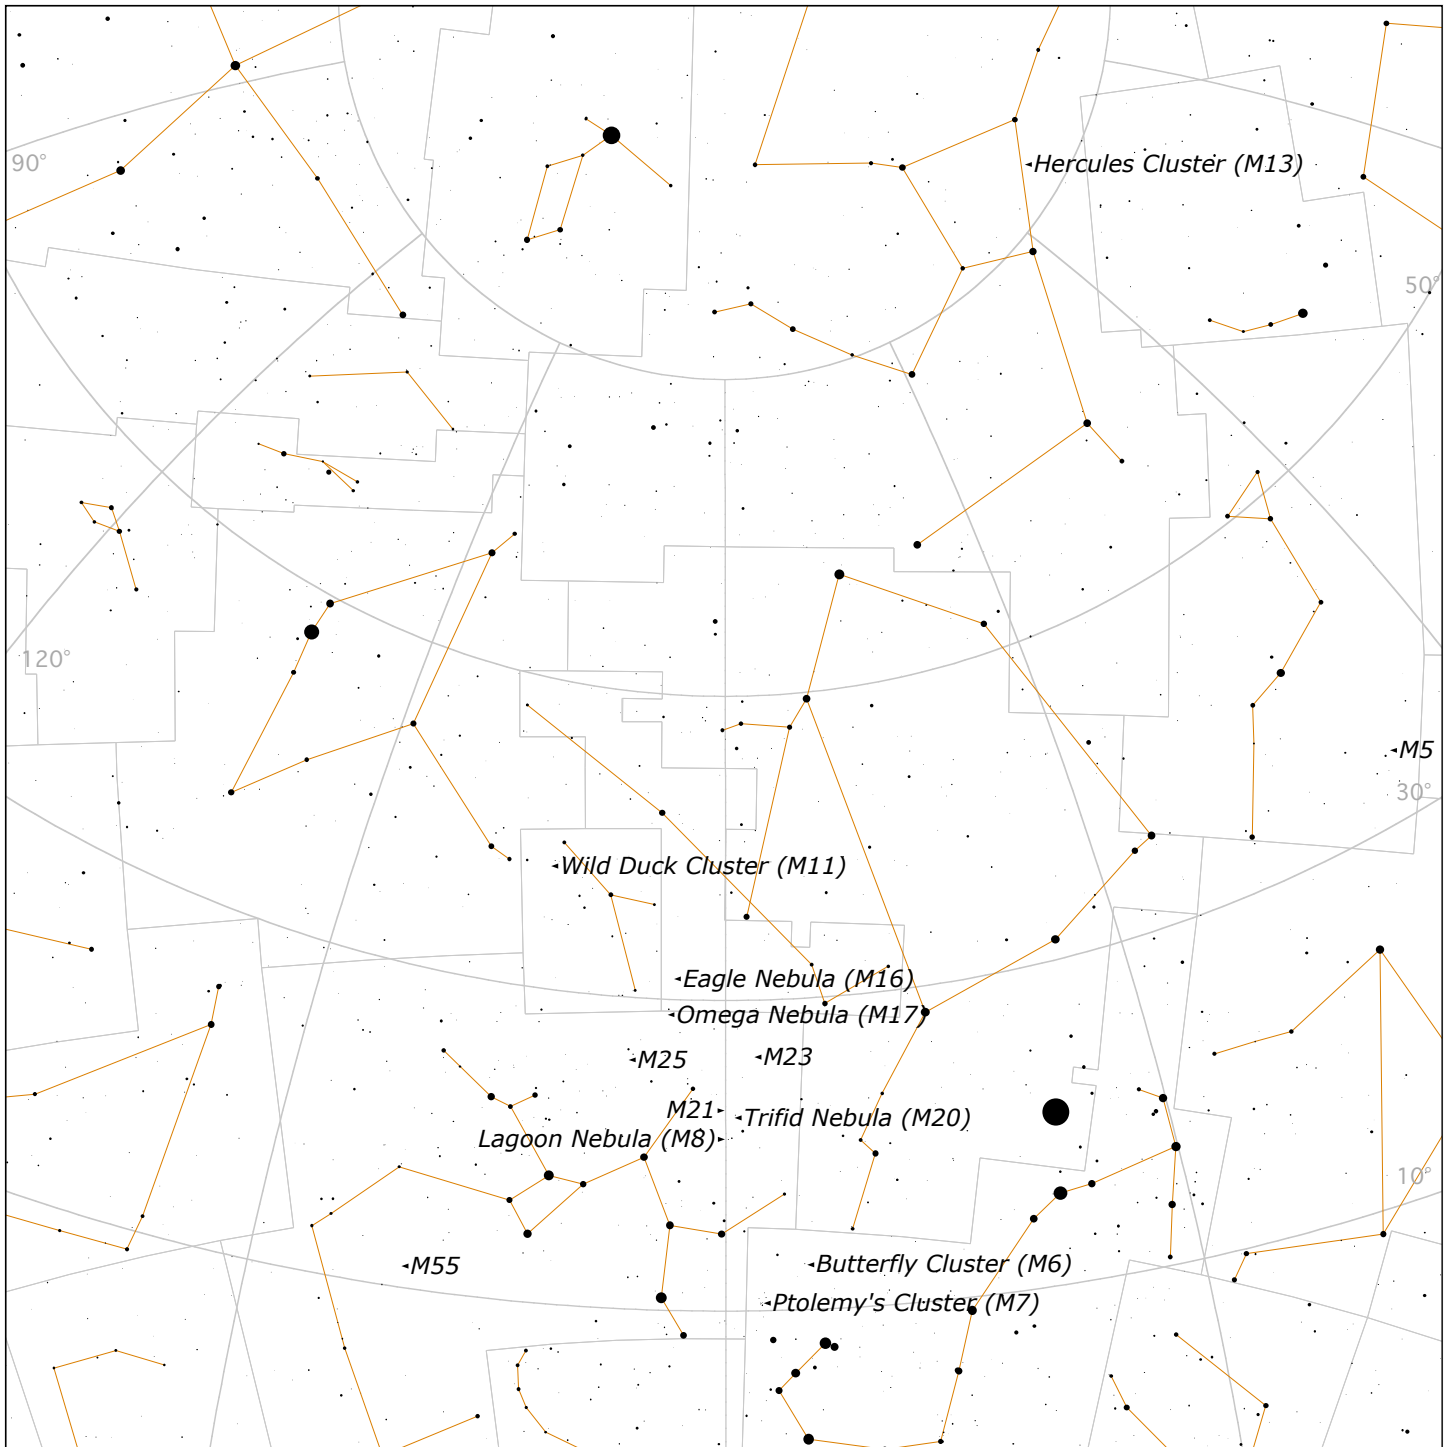 90°
Hercules Cluster (M13)
50°
120°
M5
30°
Wild Duck Cluster (M11)
Eagle Nebula (M16)
Omega Nebula (M17)
M25
M23
M21
Trifid Nebula (M20)
Lagoon Nebula (M8)
10°
M55
Butterfly Cluster (M6)
Ptolemy's Cluster (M7)